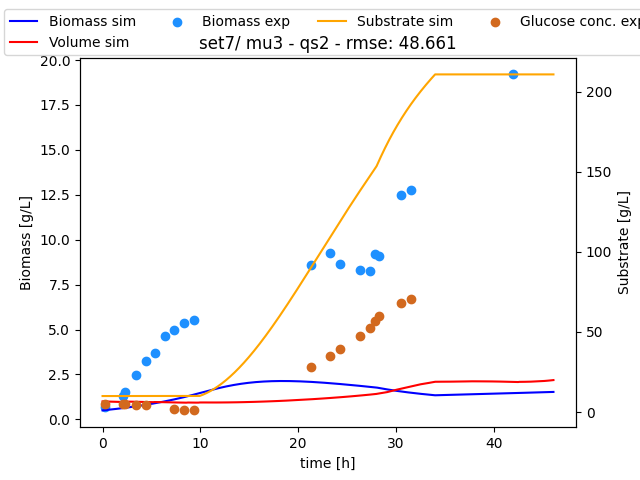 Biomass sim Biomass exp Substrate sim Glucose conc. exp
Volume sim
set7/ mu3 - qs2 - rmse: 48.661
20.0
17.5
15.0
12.5
10.0
7.5
5.0
2.5
0.0
Biomass [g/L]
200
150
100
50
0
Substrate [g/L]
0 10 20 30 40
time [h]